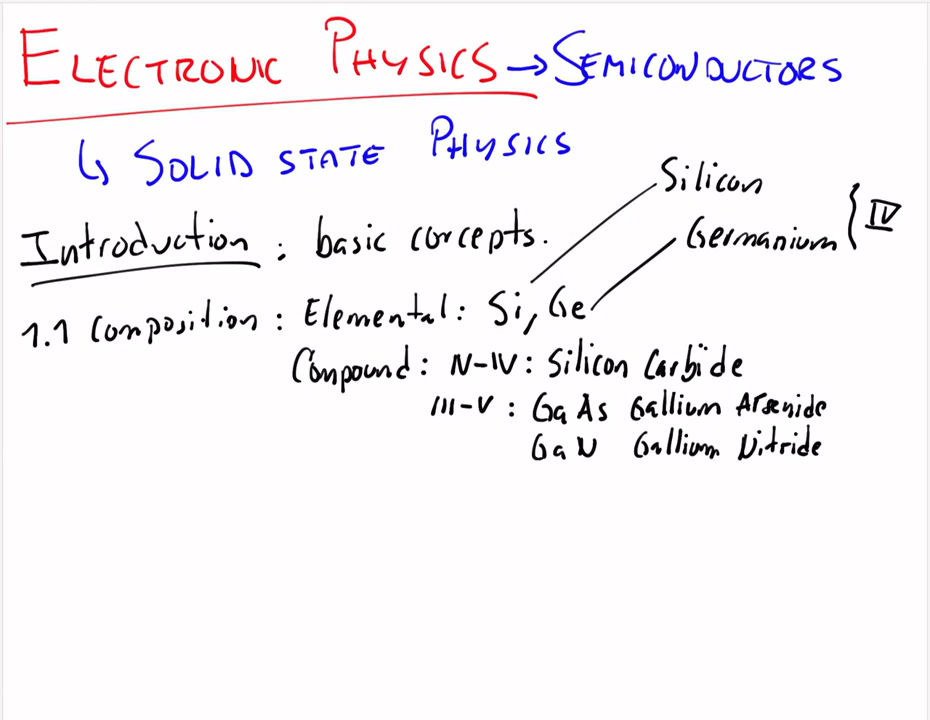 ELECTRONIC PHYSICS → SEMICONDUCTORS
↳ SOLID STATE PHYSICS
Silicon
Germanium } IV
Introduction : basic concepts.
1.1 Composition : Elemental : Si, Ge
Compound : IV-IV : Silicon Carbide
III-V : GaAs Gallium Arsenide
GaN Gallium Nitride